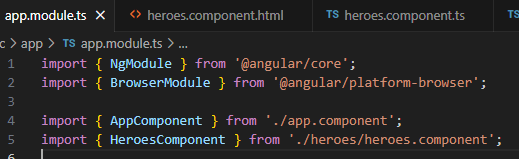 app.module.ts × <> heroes.component.html TS heroes.component.ts
c > app > TS app.module.ts > ...
1 import { NgModule } from '@angular/core';
2 import { BrowserModule } from '@angular/platform-browser';
3
4 import { AppComponent } from './app.component';
5 import { HeroesComponent } from './heroes/heroes.component';
6